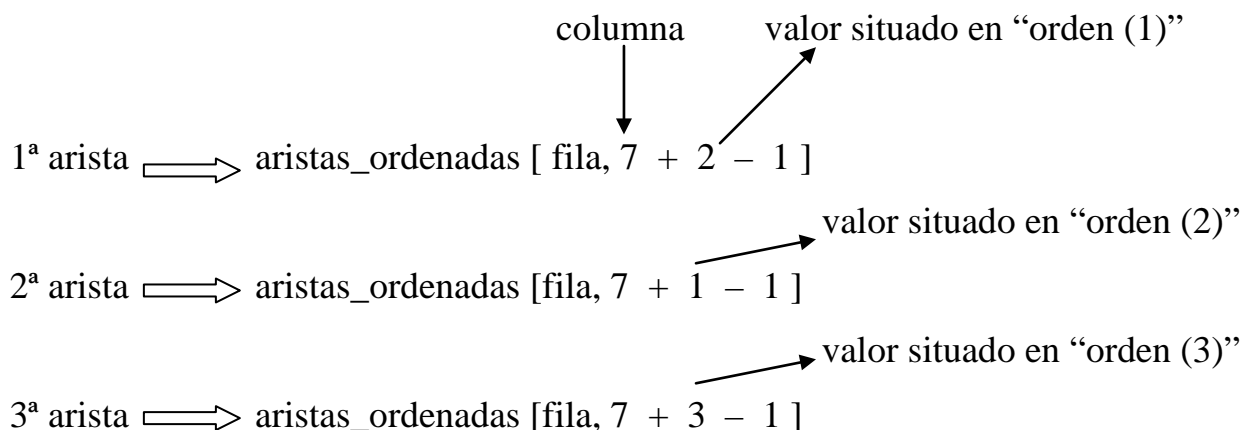 columna valor situado en “orden (1)”
1ª arista aristas_ordenadas [ fila, 7 + 2 – 1 ]
valor situado en “orden (2)”
2ª arista aristas_ordenadas [fila, 7 + 1 – 1 ]
valor situado en “orden (3)”
3ª arista aristas_ordenadas [fila, 7 + 3 – 1 ]